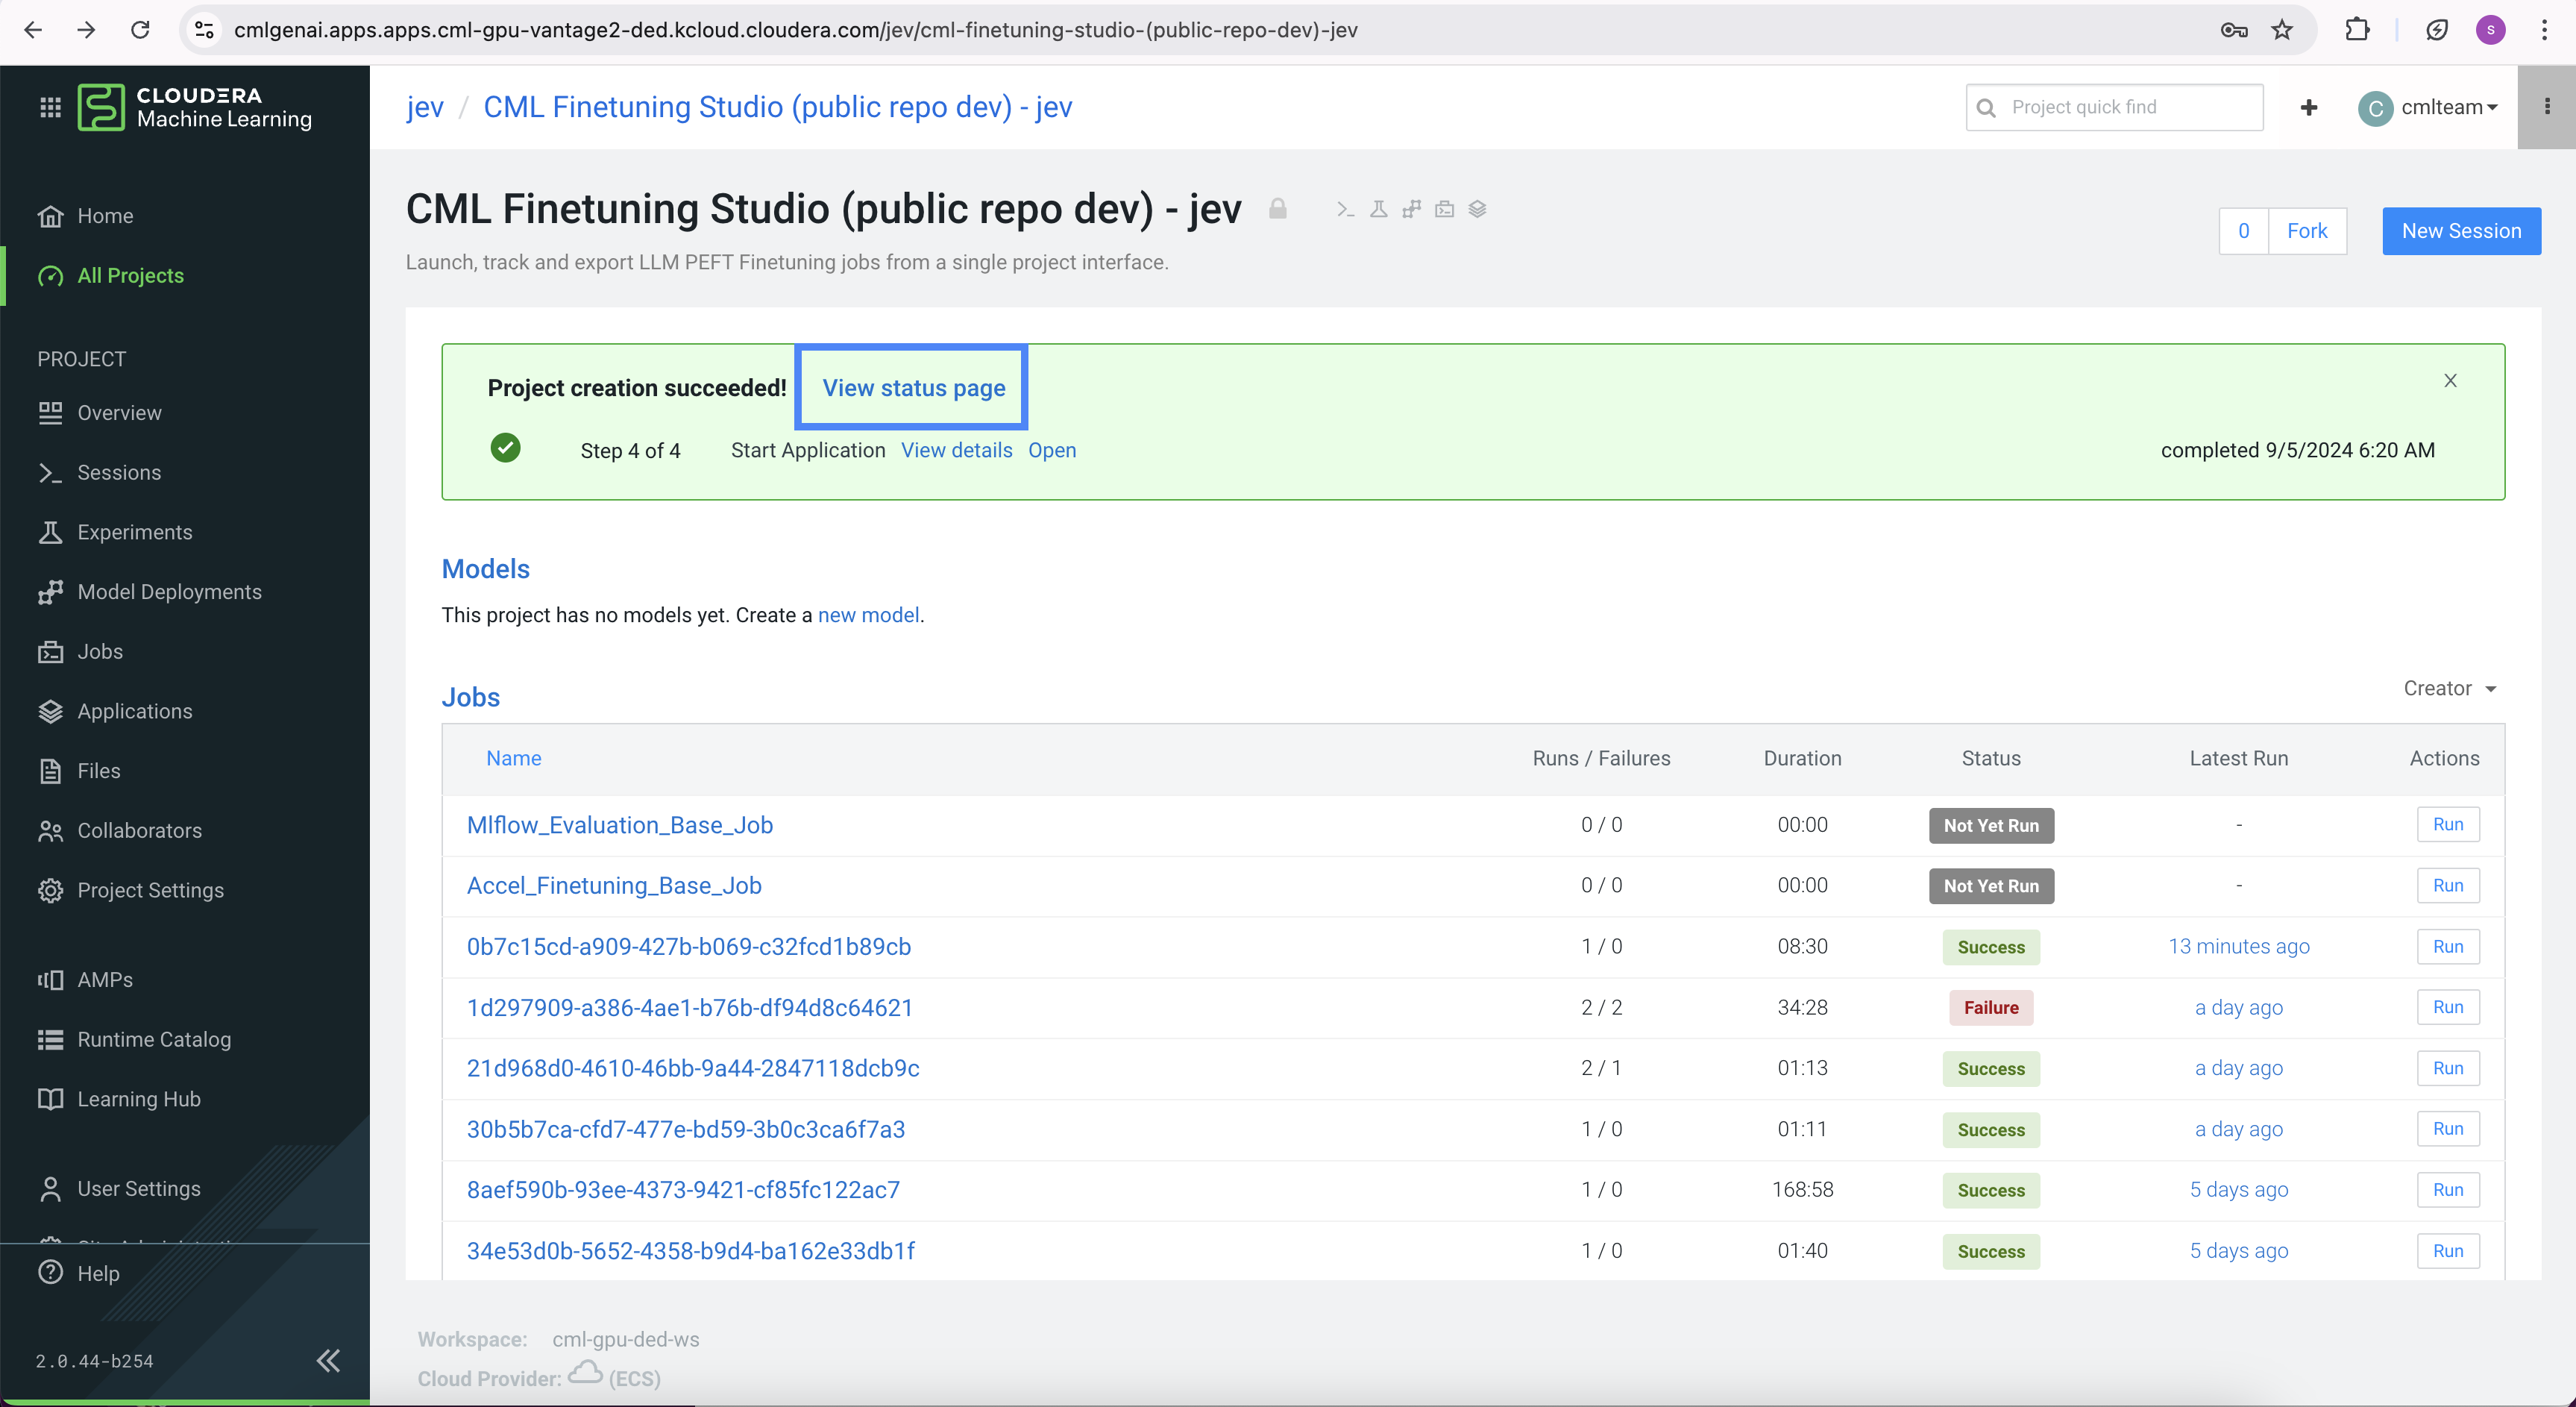 cmlgenai.apps.apps.cml-gpu-vantage2-ded.kcloud.cloudera.com/jev/cml-finetuning-studio-(public-repo-dev)-jev
S
CLOUDERA
Machine Learning
jev / CML Finetuning Studio (public repo dev) - jev
Project quick find
C cmlteam
Home
All Projects
PROJECT
Overview
Sessions
Experiments
Model Deployments
Jobs
Applications
Files
Collaborators
Project Settings
AMPs
Runtime Catalog
Learning Hub
User Settings
Help
2.0.44-b254
CML Finetuning Studio (public repo dev) - jev
0 Fork
New Session
Launch, track and export LLM PEFT Finetuning jobs from a single project interface.
Project creation succeeded! View status page
Step 4 of 4 Start Application View details Open completed 9/5/2024 6:20 AM
Models
This project has no models yet. Create a new model.
Jobs
Creator
Name Runs / Failures Duration Status Latest Run Actions
Mlflow_Evaluation_Base_Job 0 / 0 00:00 Not Yet Run - Run
Accel_Finetuning_Base_Job 0 / 0 00:00 Not Yet Run - Run
0b7c15cd-a909-427b-b069-c32fcd1b89cb 1 / 0 08:30 Success 13 minutes ago Run
1d297909-a386-4ae1-b76b-df94d8c64621 2 / 2 34:28 Failure a day ago Run
21d968d0-4610-46bb-9a44-2847118dcb9c 2 / 1 01:13 Success a day ago Run
30b5b7ca-cfd7-477e-bd59-3b0c3ca6f7a3 1 / 0 01:11 Success a day ago Run
8aef590b-93ee-4373-9421-cf85fc122ac7 1 / 0 168:58 Success 5 days ago Run
34e53d0b-5652-4358-b9d4-ba162e33db1f 1 / 0 01:40 Success 5 days ago Run
Workspace: cml-gpu-ded-ws
Cloud Provider: (ECS)